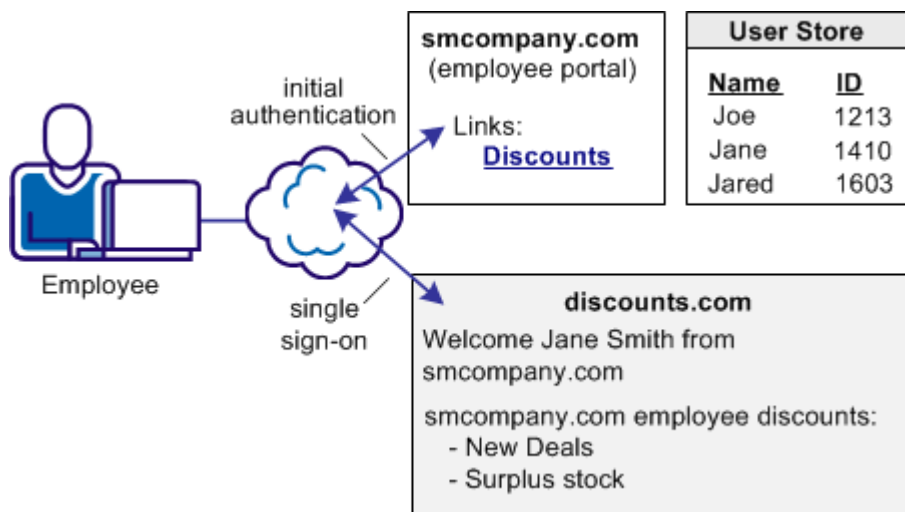 smcompany.com
(employee portal)
Links:
Discounts
User Store
Name ID
Joe 1213
Jane 1410
Jared 1603
initial
authentication
Employee
single
sign-on
discounts.com
Welcome Jane Smith from
smcompany.com
smcompany.com employee discounts:
- New Deals
- Surplus stock